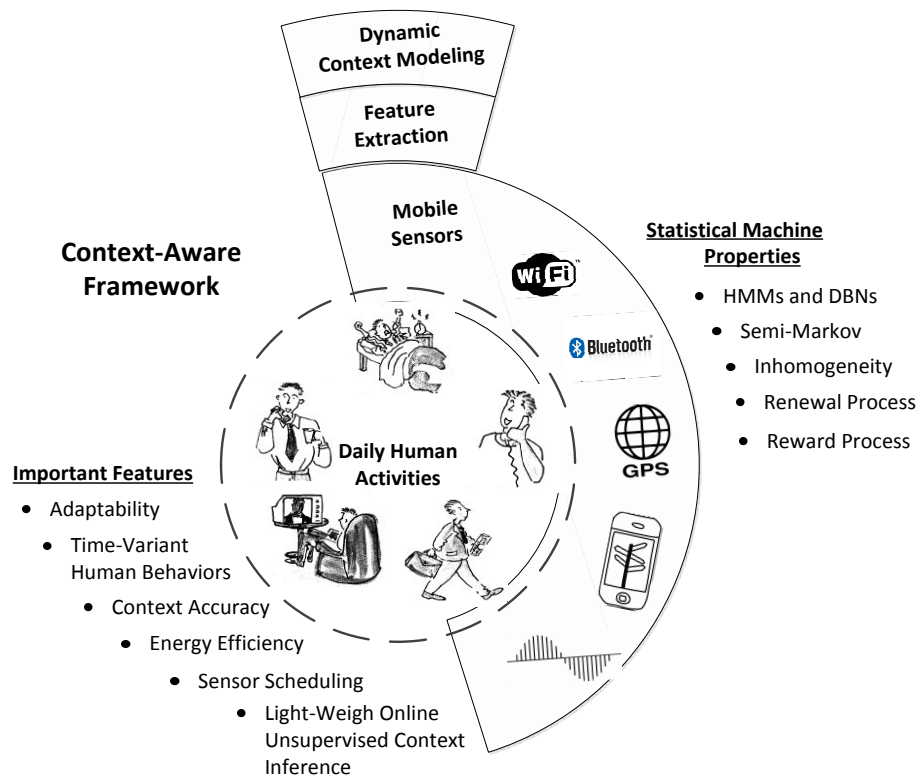 Dynamic
Context Modeling
Feature
Extraction
Mobile
Sensors
Context-Aware
Framework
WiFi™
Bluetooth®
GPS
Daily Human
Activities
Statistical Machine
Properties
• HMMs and DBNs
• Semi-Markov
• Inhomogeneity
• Renewal Process
• Reward Process
Important Features
• Adaptability
• Time-Variant
Human Behaviors
• Context Accuracy
• Energy Efficiency
• Sensor Scheduling
• Light-Weigh Online
Unsupervised Context
Inference